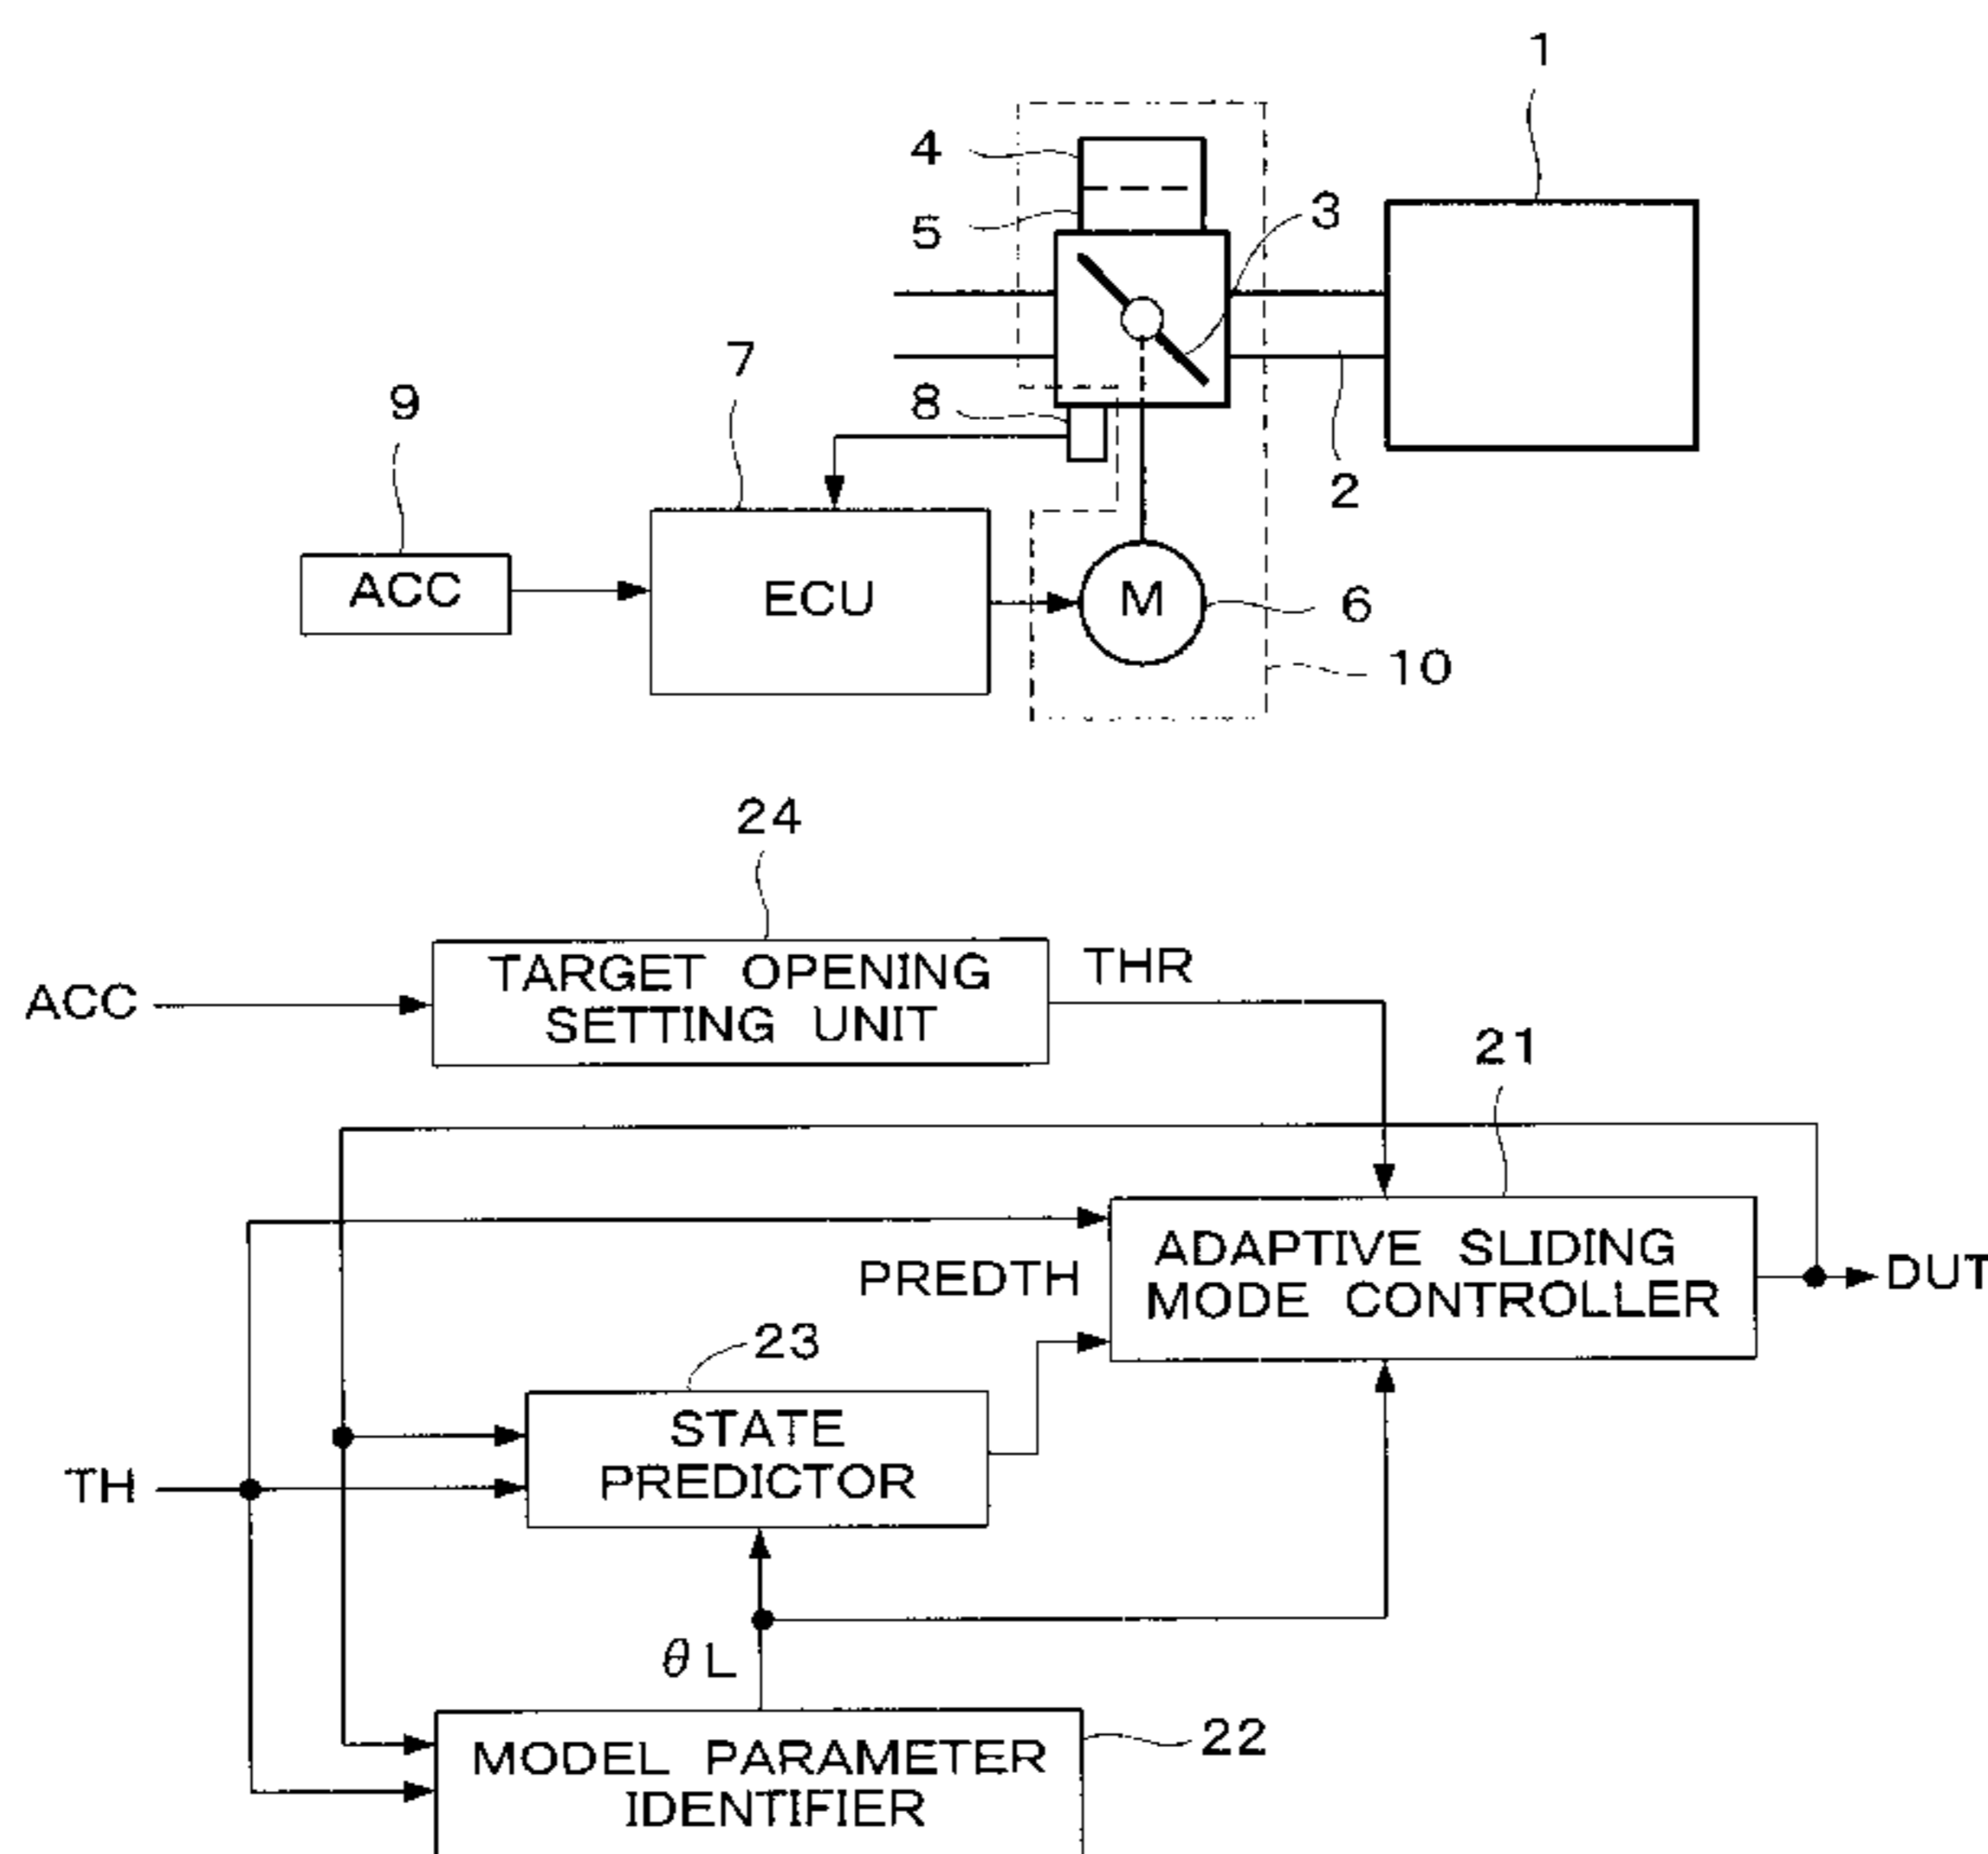 1
4
5
3
7
9
8
2
ACC
ECU
M
6
10
24
ACC
TARGET OPENING
SETTING UNIT
THR
21
ADAPTIVE SLIDING
MODE CONTROLLER
PREDTH
DUT
23
STATE
PREDICTOR
TH
θL
22
MODEL PARAMETER
IDENTIFIER